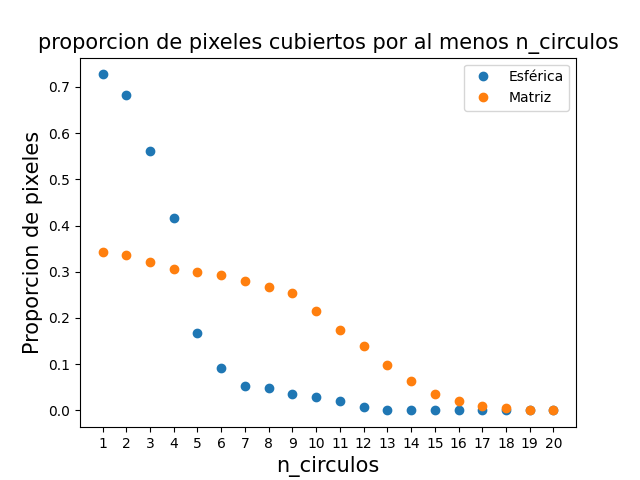 proporcion de pixeles cubiertos por al menos n_circulos
Esférica
Matriz
Proporcion de pixeles
0.7
0.6
0.5
0.4
0.3
0.2
0.1
0.0
1 2 3 4 5 6 7 8 9 10 11 12 13 14 15 16 17 18 19 20
n_circulos